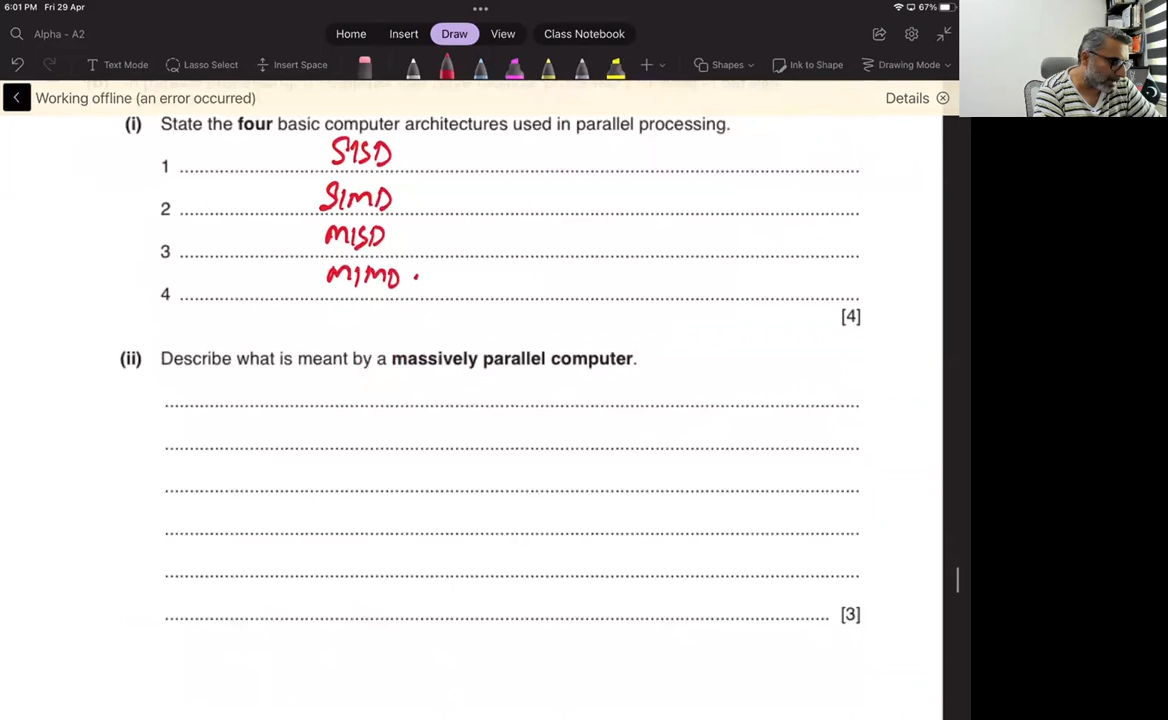 6:01 PM Fri 29 Apr
67%
Alpha - A2
Home Insert Draw View Class Notebook
Text Mode Lasso Select Insert Space Shapes Ink to Shape Drawing Mode
Working offline (an error occurred) Details
(i) State the four basic computer architectures used in parallel processing.
1 SISD
2 SIMD
3 MISD
4 MIMD
[4]
(ii) Describe what is meant by a massively parallel computer.
[3]